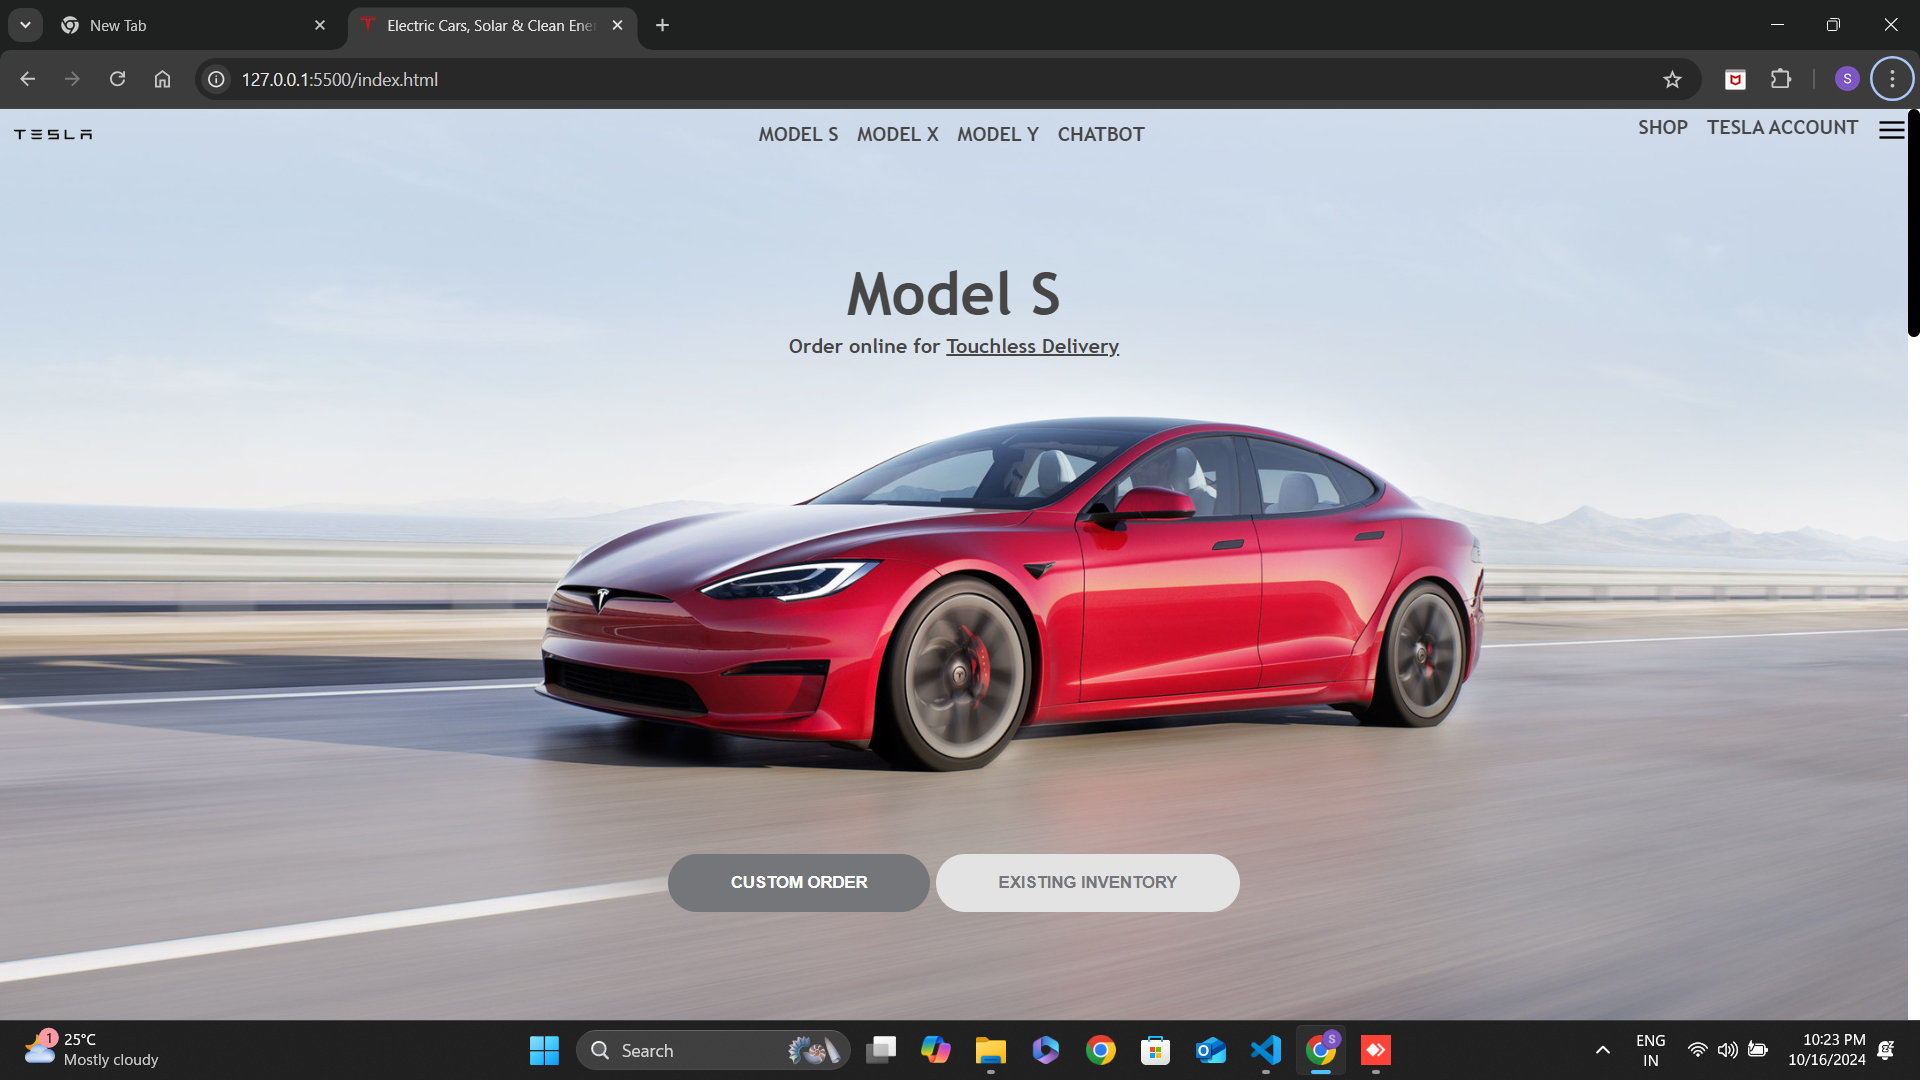 New Tab
Electric Cars, Solar & Clean Ene
127.0.0.1:5500/index.html
S
TESLA
MODEL S MODEL X MODEL Y CHATBOT
SHOP TESLA ACCOUNT
Model S
Order online for Touchless Delivery
CUSTOM ORDER
EXISTING INVENTORY
1
25°C
Mostly cloudy
Search
S
ENG
IN
10:23 PM
10/16/2024